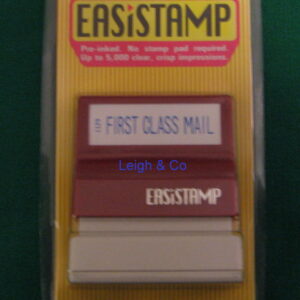 EASiSTAMP
Pre-inked. No stamp pad required.
Up to 5,000 clear, crisp impressions.
FIRST CLASS MAIL
Leigh & Co
EASiSTAMP